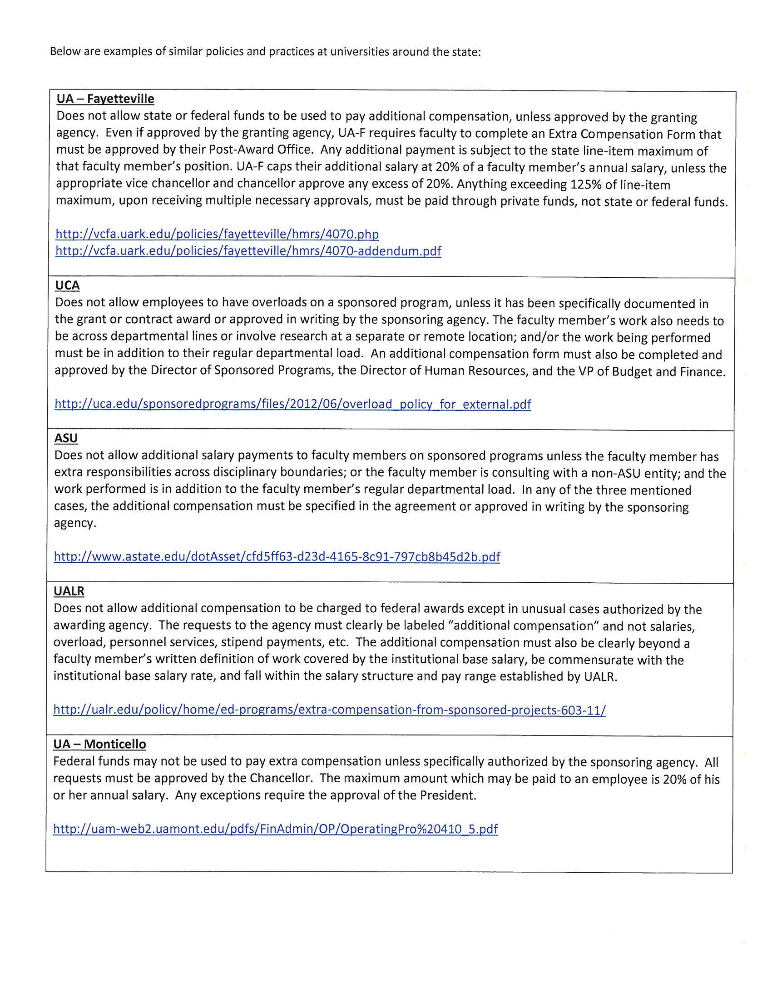 Below are examples of similar policies and practices at universities around the state:
UA – Fayetteville
Does not allow state or federal funds to be used to pay additional compensation, unless approved by the granting
agency.  Even if approved by the granting agency, UA-F requires faculty to complete an Extra Compensation Form that
must be approved by their Post-Award Office.  Any additional payment is subject to the state line-item maximum of
that faculty member's position. UA-F caps their additional salary at 20% of a faculty member's annual salary, unless the
appropriate vice chancellor and chancellor approve any excess of 20%. Anything exceeding 125% of line-item
maximum, upon receiving multiple necessary approvals, must be paid through private funds, not state or federal funds.
http://vcfa.uark.edu/policies/fayetteville/hmrs/4070.php
http://vcfa.uark.edu/policies/fayetteville/hmrs/4070-addendum.pdf
UCA
Does not allow employees to have overloads on a sponsored program, unless it has been specifically documented in
the grant or contract award or approved in writing by the sponsoring agency. The faculty member's work also needs to
be across departmental lines or involve research at a separate or remote location; and/or the work being performed
must be in addition to their regular departmental load.  An additional compensation form must also be completed and
approved by the Director of Sponsored Programs, the Director of Human Resources, and the VP of Budget and Finance.
http://uca.edu/sponsoredprograms/files/2012/06/overload_policy_for_external.pdf
ASU
Does not allow additional salary payments to faculty members on sponsored programs unless the faculty member has
extra responsibilities across disciplinary boundaries; or the faculty member is consulting with a non-ASU entity; and the
work performed is in addition to the faculty member's regular departmental load.  In any of the three mentioned
cases, the additional compensation must be specified in the agreement or approved in writing by the sponsoring
agency.
http://www.astate.edu/dotAsset/cfd5ff63-d23d-4165-8c91-797cb8b45d2b.pdf
UALR
Does not allow additional compensation to be charged to federal awards except in unusual cases authorized by the
awarding agency.  The requests to the agency must clearly be labeled "additional compensation" and not salaries,
overload, personnel services, stipend payments, etc.  The additional compensation must also be clearly beyond a
faculty member's written definition of work covered by the institutional base salary, be commensurate with the
institutional base salary rate, and fall within the salary structure and pay range established by UALR.
http://ualr.edu/policy/home/ed-programs/extra-compensation-from-sponsored-projects-603-11/
UA – Monticello
Federal funds may not be used to pay extra compensation unless specifically authorized by the sponsoring agency.  All
requests must be approved by the Chancellor.  The maximum amount which may be paid to an employee is 20% of his
or her annual salary.  Any exceptions require the approval of the President.
http://uam-web2.uamont.edu/pdfs/FinAdmin/OP/OperatingPro%20410_5.pdf